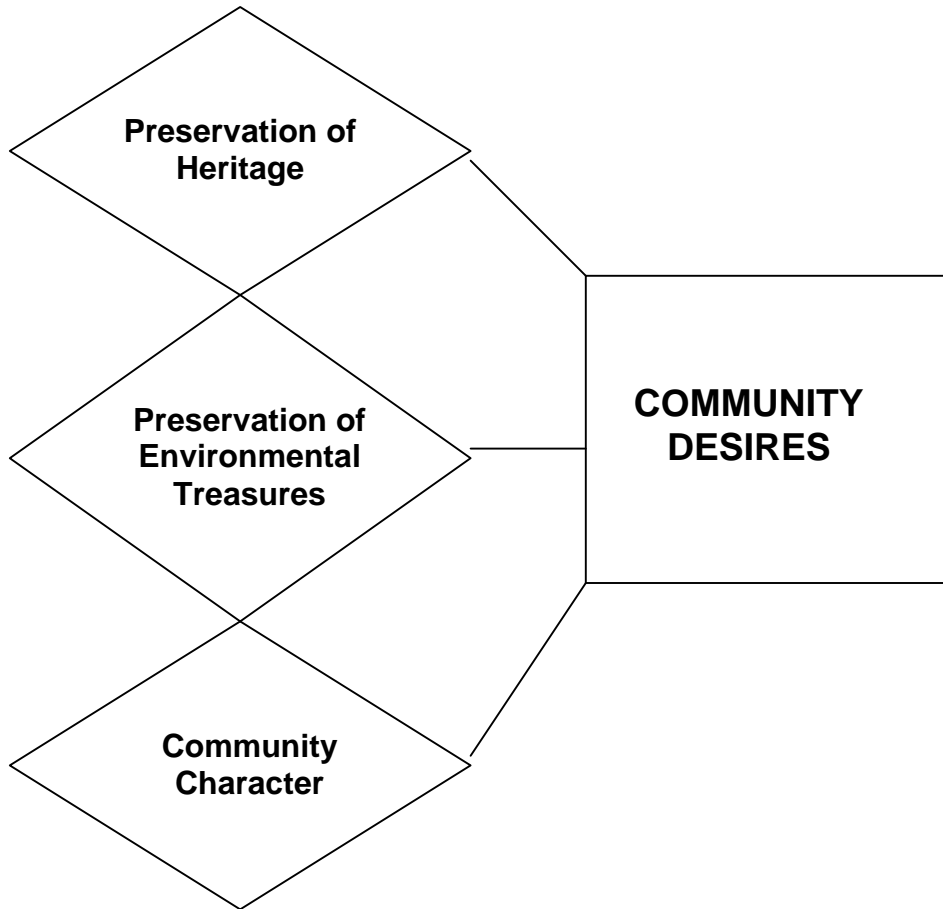 Preservation of
Heritage
Preservation of
Environmental
Treasures
COMMUNITY
DESIRES
Community
Character